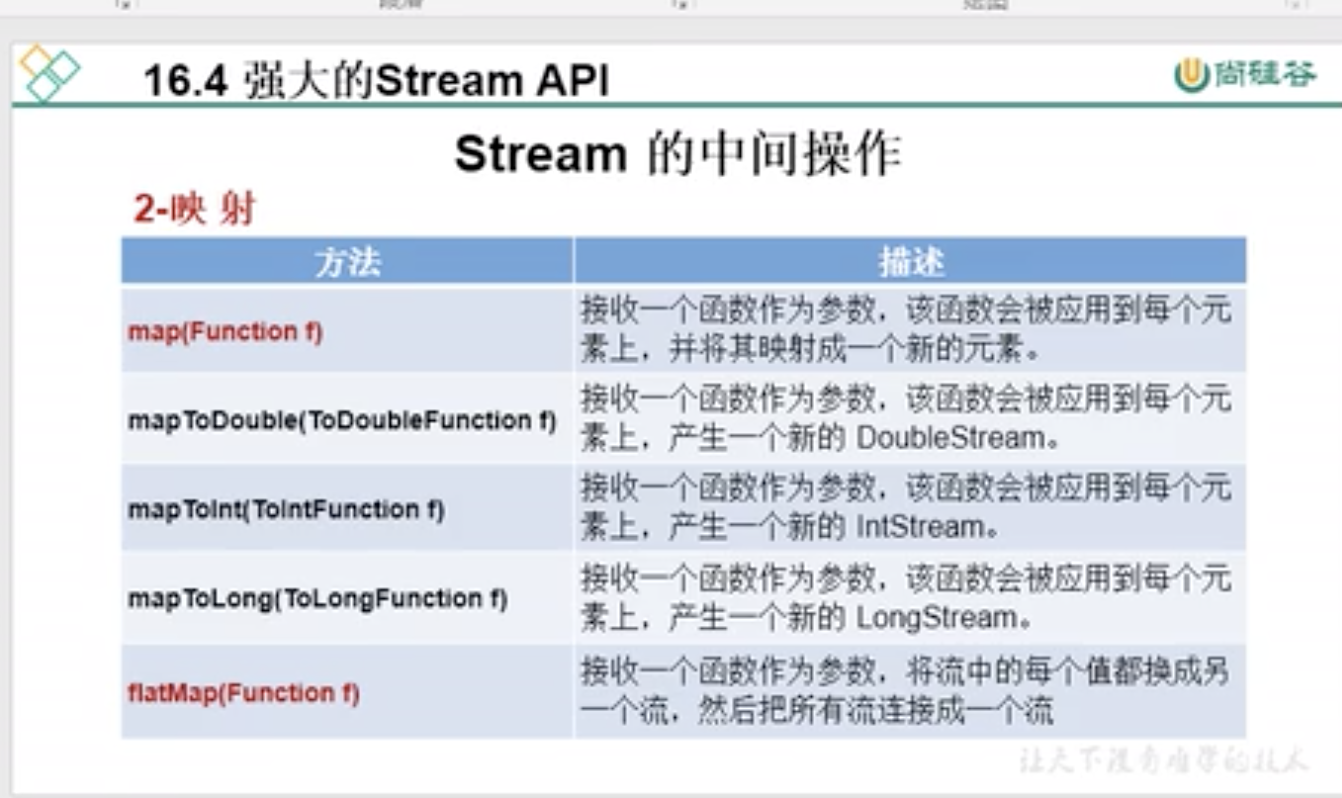 16.4 强大的Stream API
尚硅谷
Stream 的中间操作
2-映 射
方法
描述
map(Function f)
接收一个函数作为参数，该函数会被应用到每个元
素上，并将其映射成一个新的元素。
mapToDouble(ToDoubleFunction f)
接收一个函数作为参数，该函数会被应用到每个元
素上，产生一个新的 DoubleStream。
mapToInt(ToIntFunction f)
接收一个函数作为参数，该函数会被应用到每个元
素上，产生一个新的 IntStream。
mapToLong(ToLongFunction f)
接收一个函数作为参数，该函数会被应用到每个元
素上，产生一个新的 LongStream。
flatMap(Function f)
接收一个函数作为参数，将流中的每个值都换成另
一个流，然后把所有流连接成一个流
让天下没有难学的技术